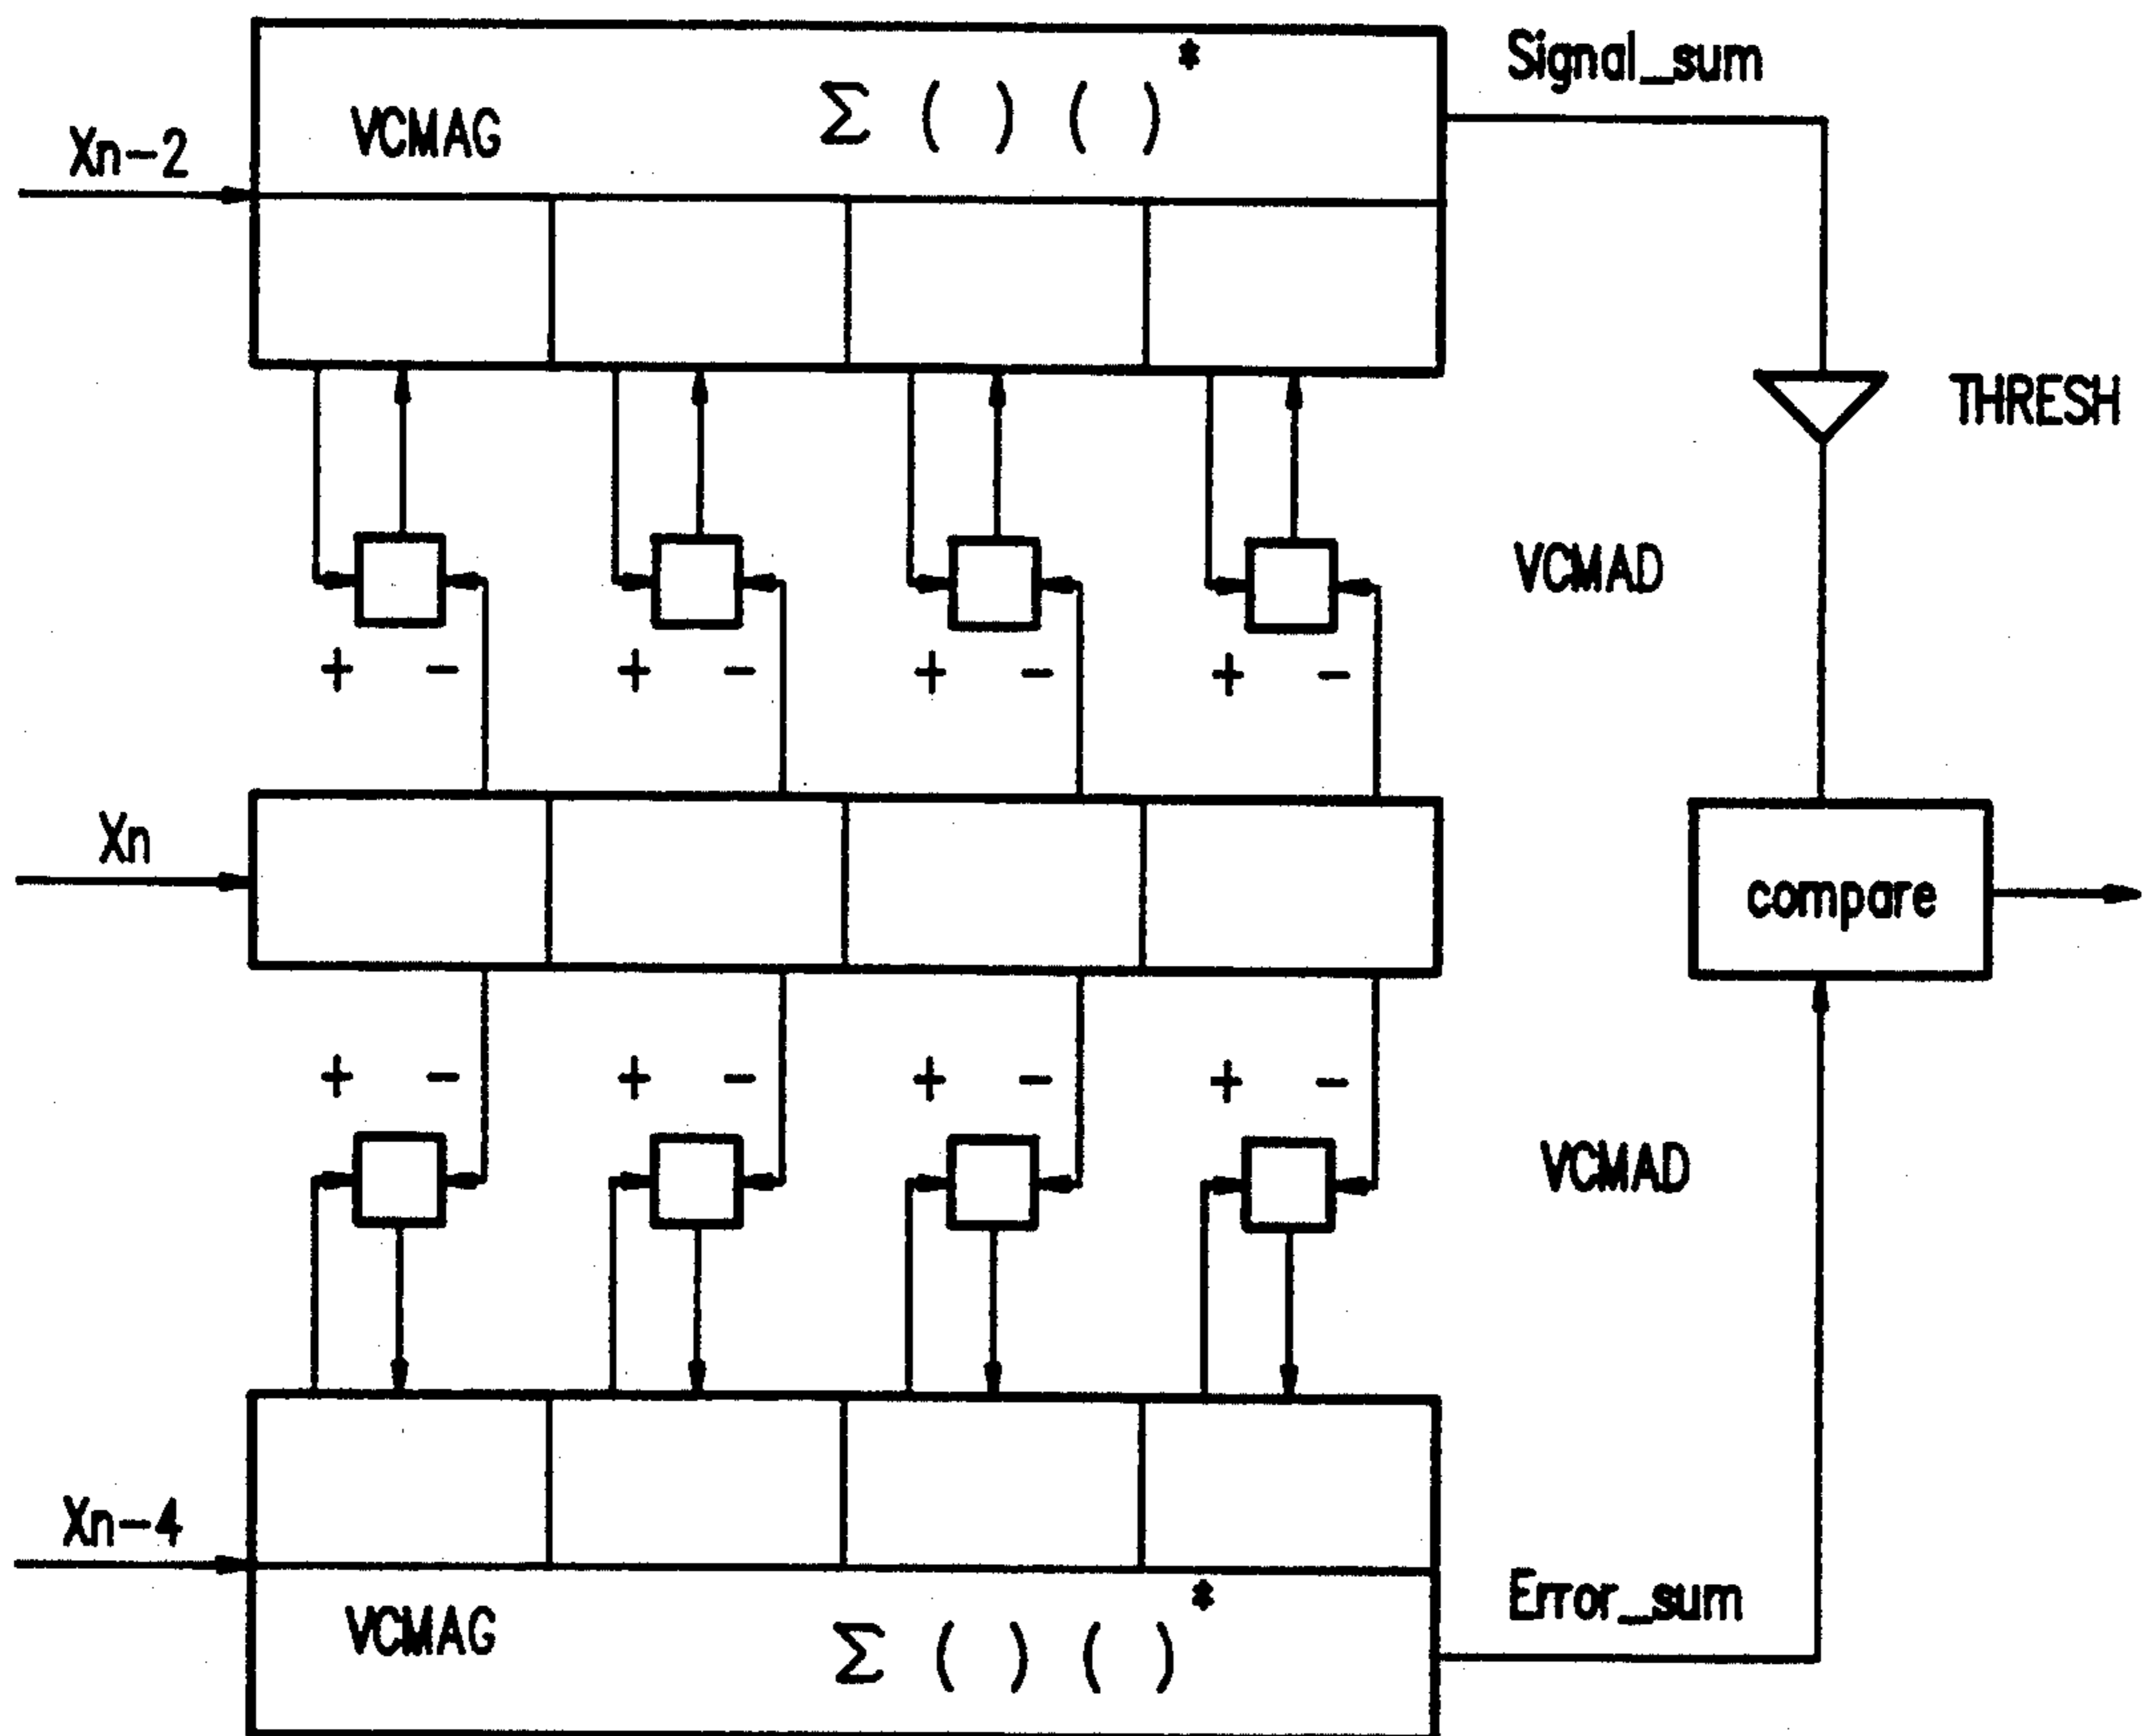 Signal_sum
Xn-2
VCMAG Σ ( ) ( )*
THRESH
VCMAD
+ - + - + - + -
Xn
compare
+ - + - + - + -
VCMAD
Xn-4
Error_sum
VCMAG Σ ( ) ( )*